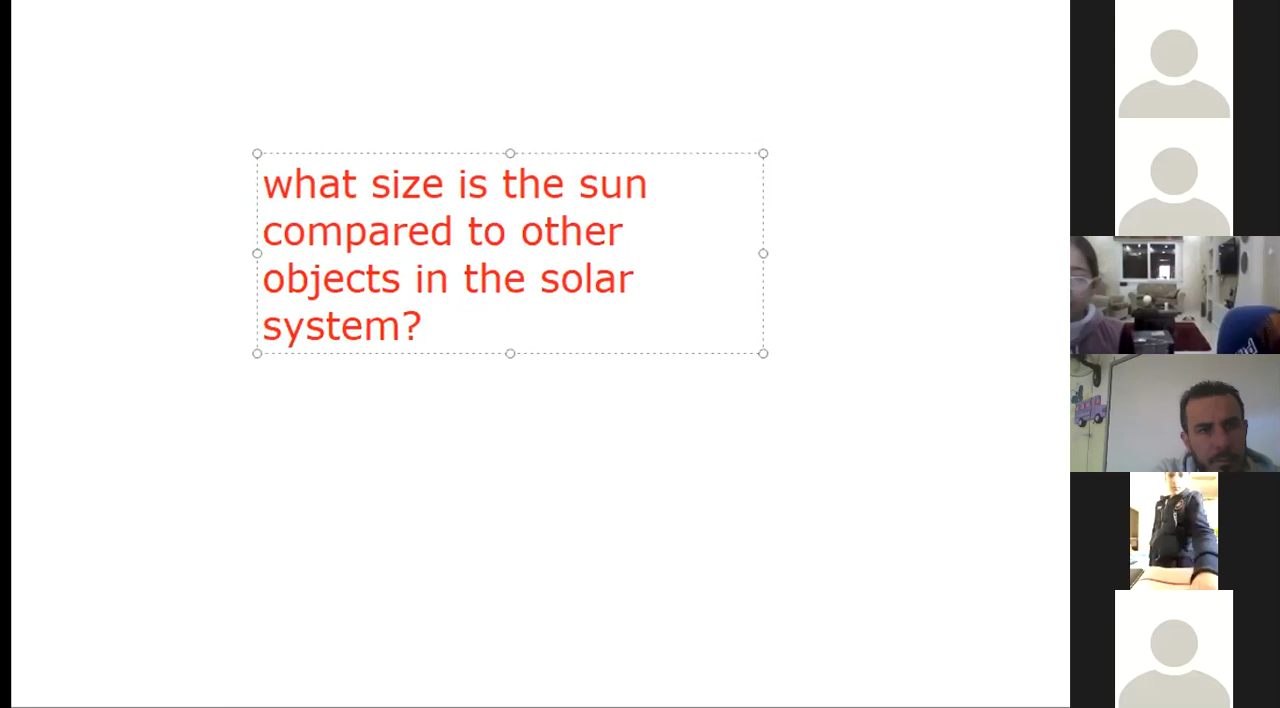 what size is the sun
compared to other
objects in the solar
system?